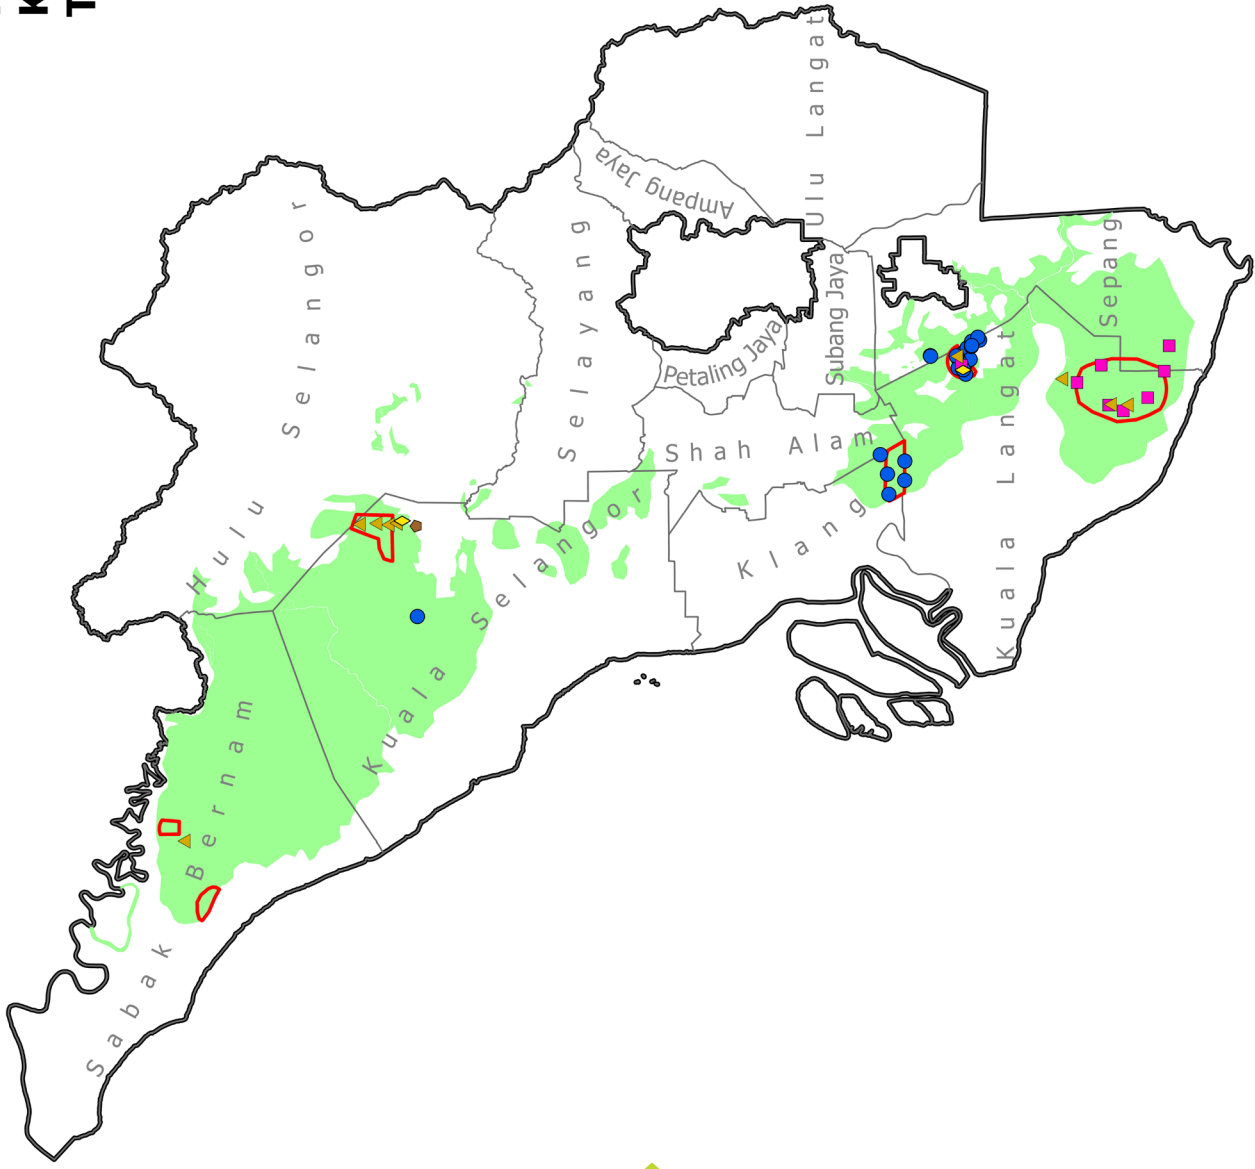 K
T
Ulu Langat
Ampang Jaya
Hulu Selangor
Selayang
Sepang
Subang Jaya
Petaling Jaya
Shah Alam
Kuala Langat
Klang
Kuala Selangor
Sabak Bernam